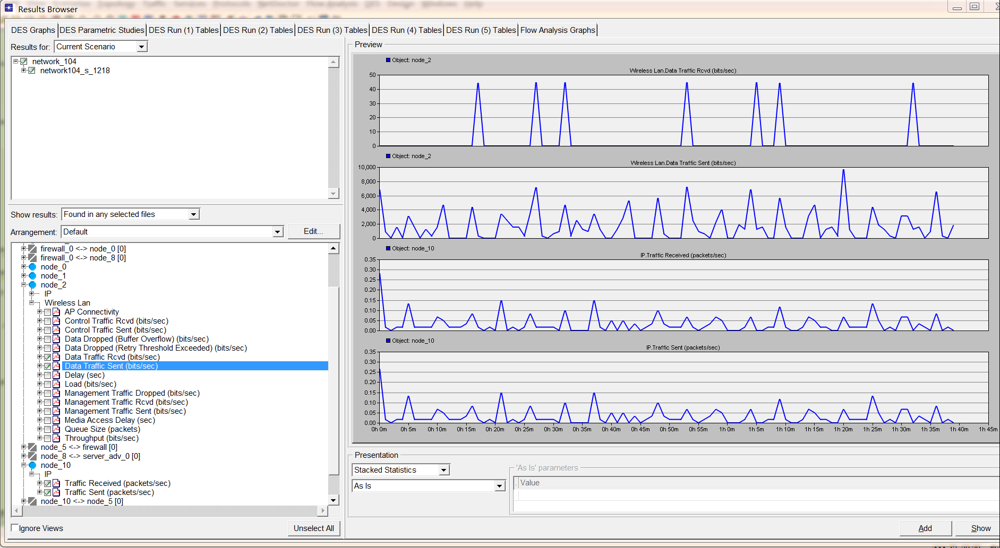 Results Browser
DES Graphs DES Parametric Studies DES Run (1) Tables DES Run (2) Tables DES Run (3) Tables DES Run (4) Tables DES Run (5) Tables Flow Analysis Graphs
Results for: Current Scenario
network_104
network104_s_1218
Show results: Found in any selected files
Arrangement: Default Edit...
firewall_0 <-> node_0 [0]
firewall_0 <-> node_8 [0]
node_0
node_1
node_2
IP
Wireless Lan
AP Connectivity
Control Traffic Rcvd (bits/sec)
Control Traffic Sent (bits/sec)
Data Dropped (Buffer Overflow) (bits/sec)
Data Dropped (Retry Threshold Exceeded) (bits/sec)
Data Traffic Rcvd (bits/sec)
Data Traffic Sent (bits/sec)
Delay (sec)
Load (bits/sec)
Management Traffic Dropped (bits/sec)
Management Traffic Rcvd (bits/sec)
Management Traffic Sent (bits/sec)
Media Access Delay (sec)
Queue Size (packets)
Throughput (bits/sec)
node_5 <-> firewall [0]
node_8 <-> server_adv_0 [0]
node_10
IP
Traffic Received (packets/sec)
Traffic Sent (packets/sec)
node_10 <-> node_5 [0]
Ignore Views Unselect All
Preview
Object: node_2
Wireless Lan.Data Traffic Rcvd (bits/sec)
50
40
30
20
10
0
Object: node_2
Wireless Lan.Data Traffic Sent (bits/sec)
10,000
8,000
6,000
4,000
2,000
0
Object: node_10
IP.Traffic Received (packets/sec)
0.35
0.30
0.25
0.20
0.15
0.10
0.05
0.00
Object: node_10
IP.Traffic Sent (packets/sec)
0.35
0.30
0.25
0.20
0.15
0.10
0.05
0.00
0h 0m 0h 5m 0h 10m 0h 15m 0h 20m 0h 25m 0h 30m 0h 35m 0h 40m 0h 45m 0h 50m 0h 55m 1h 0m 1h 5m 1h 10m 1h 15m 1h 20m 1h 25m 1h 30m 1h 35m 1h 40m 1h 45m
Presentation
Stacked Statistics
As Is
'As Is' parameters
Value
Add Show